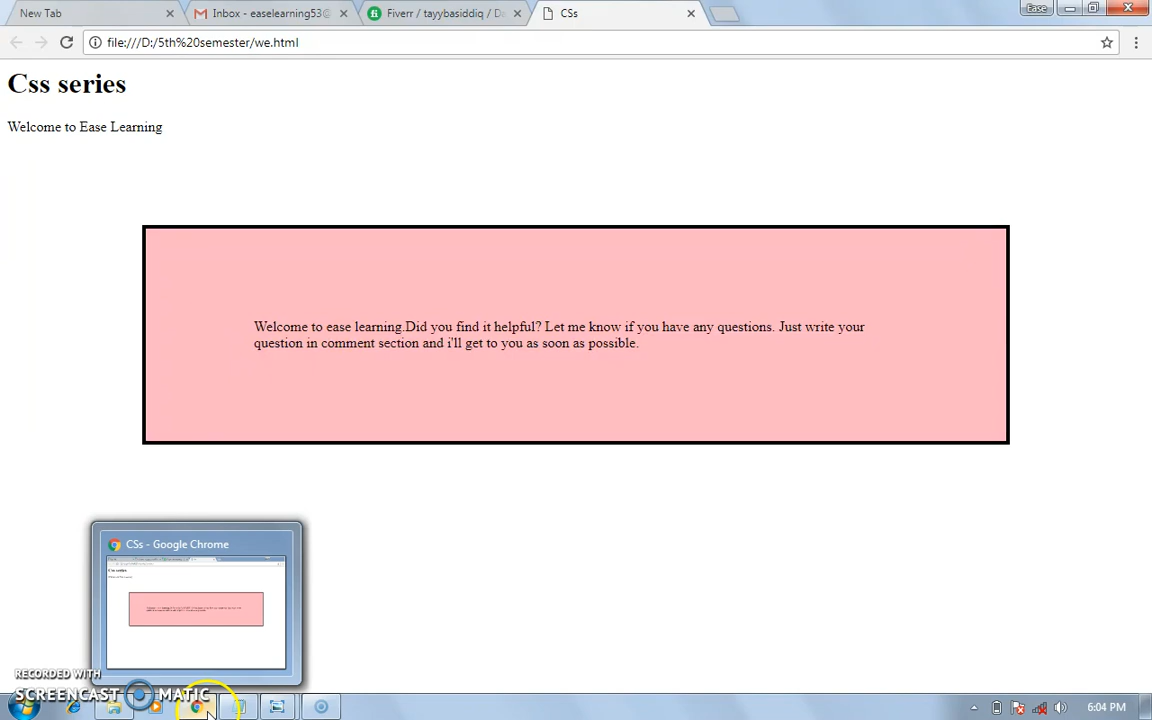 New Tab
Inbox - easelearning53@
Fiverr / tayybasiddiq / Da
CSs
Ease
file:///D:/5th%20semester/we.html
Css series
Welcome to Ease Learning
Welcome to ease learning.Did you find it helpful? Let me know if you have any questions. Just write your
question in comment section and i'll get to you as soon as possible.
CSs - Google Chrome
RECORDED WITH
SCREENCAST MATIC
6:04 PM